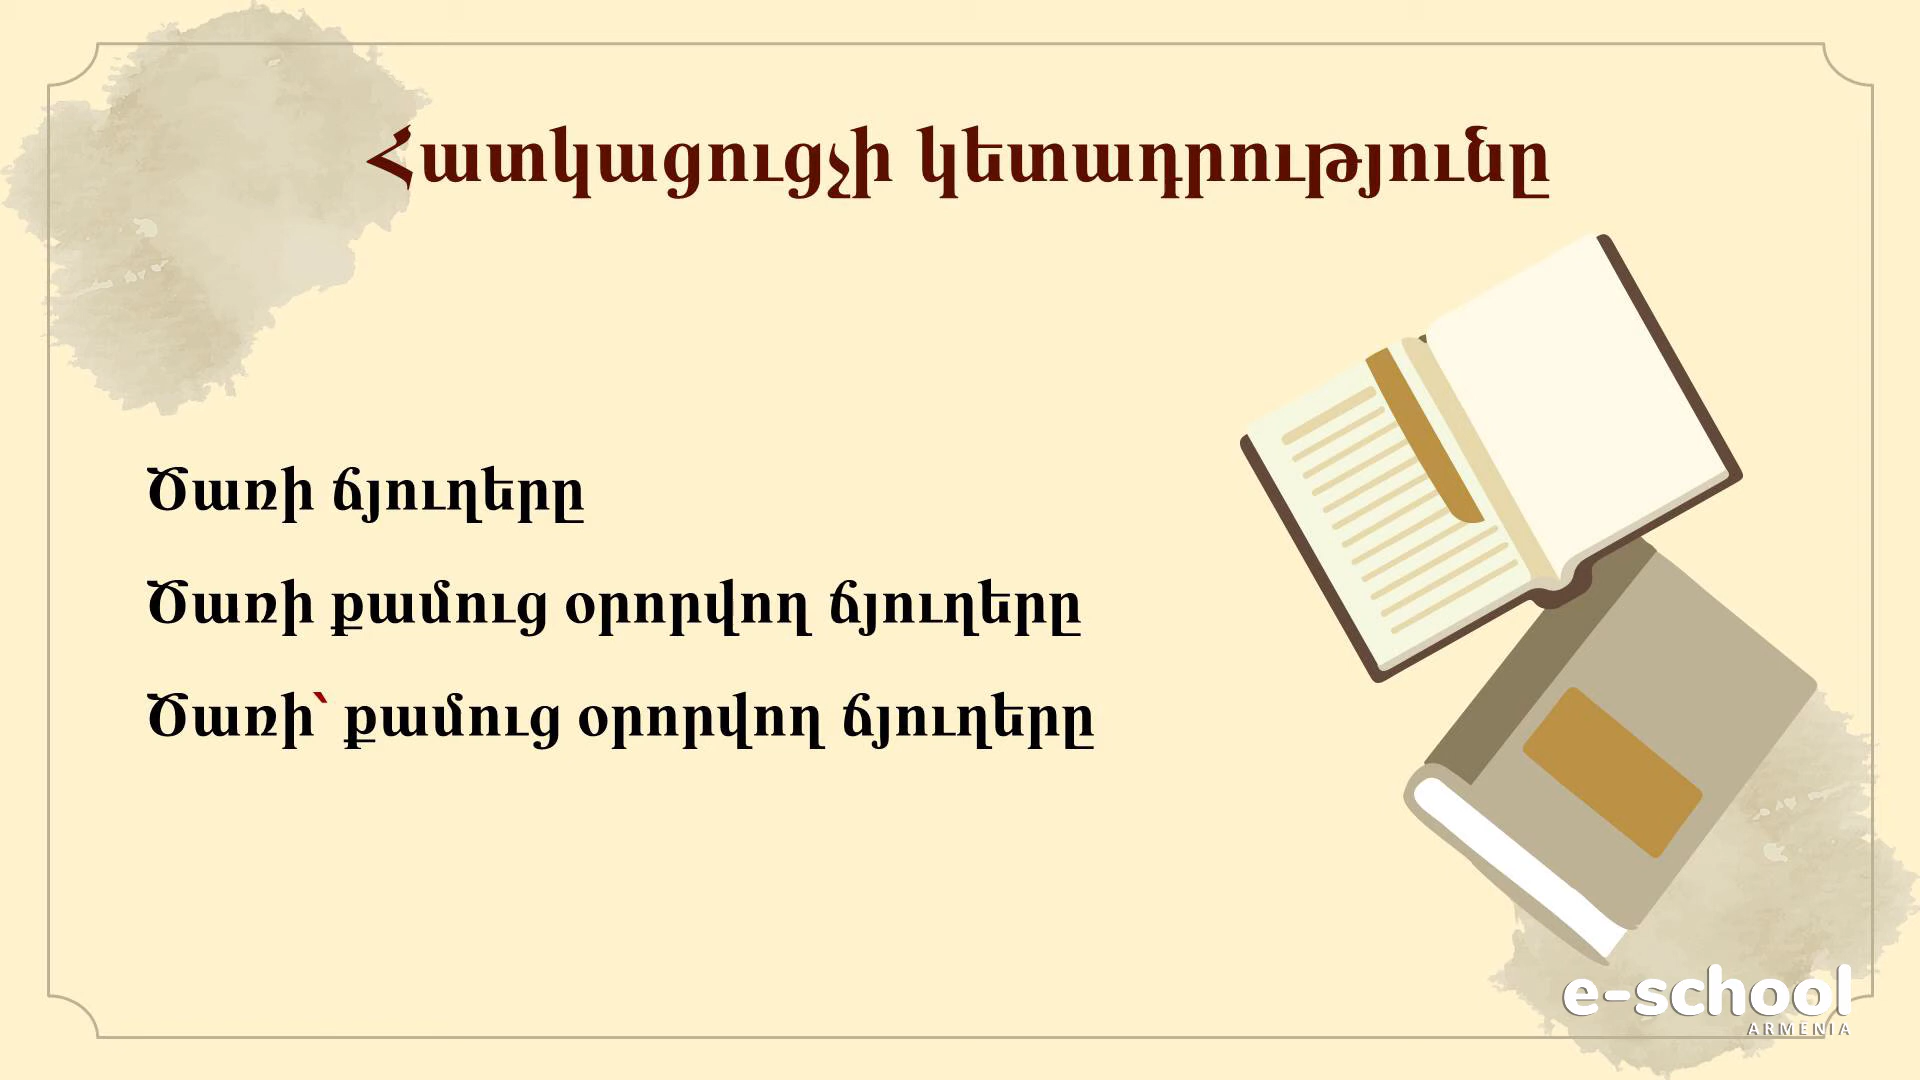 Հատկացուցչի կետադրությունը
Ծառի ճյուղերը
Ծառի քամուց օրորվող ճյուղերը
Ծառի՝ քամուց օրորվող ճյուղերը
e-school
ARMENIA